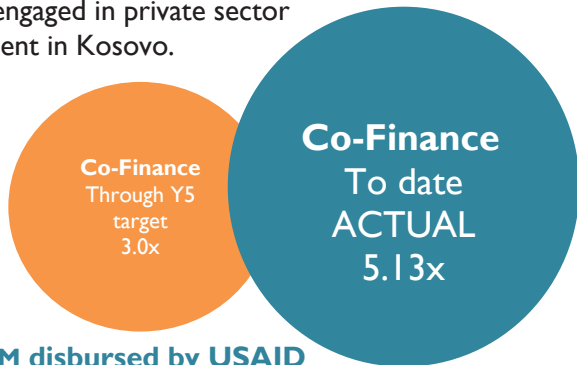 engaged in private sector
ent in Kosovo.
Co-Finance
Through Y5
target
3.0x
Co-Finance
To date
ACTUAL
5.13x
M disbursed by USAID